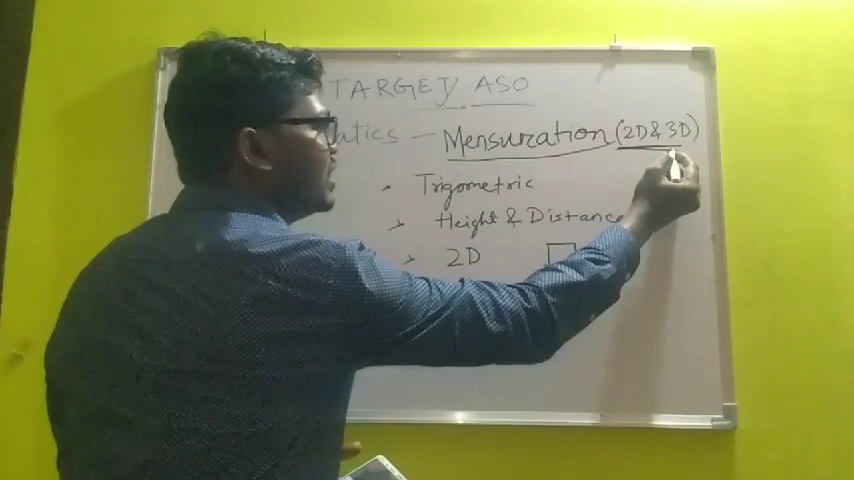 TARGET ASO
atics - Mensuration (2D & 3D)
Trigometric
Height & Distance
2D